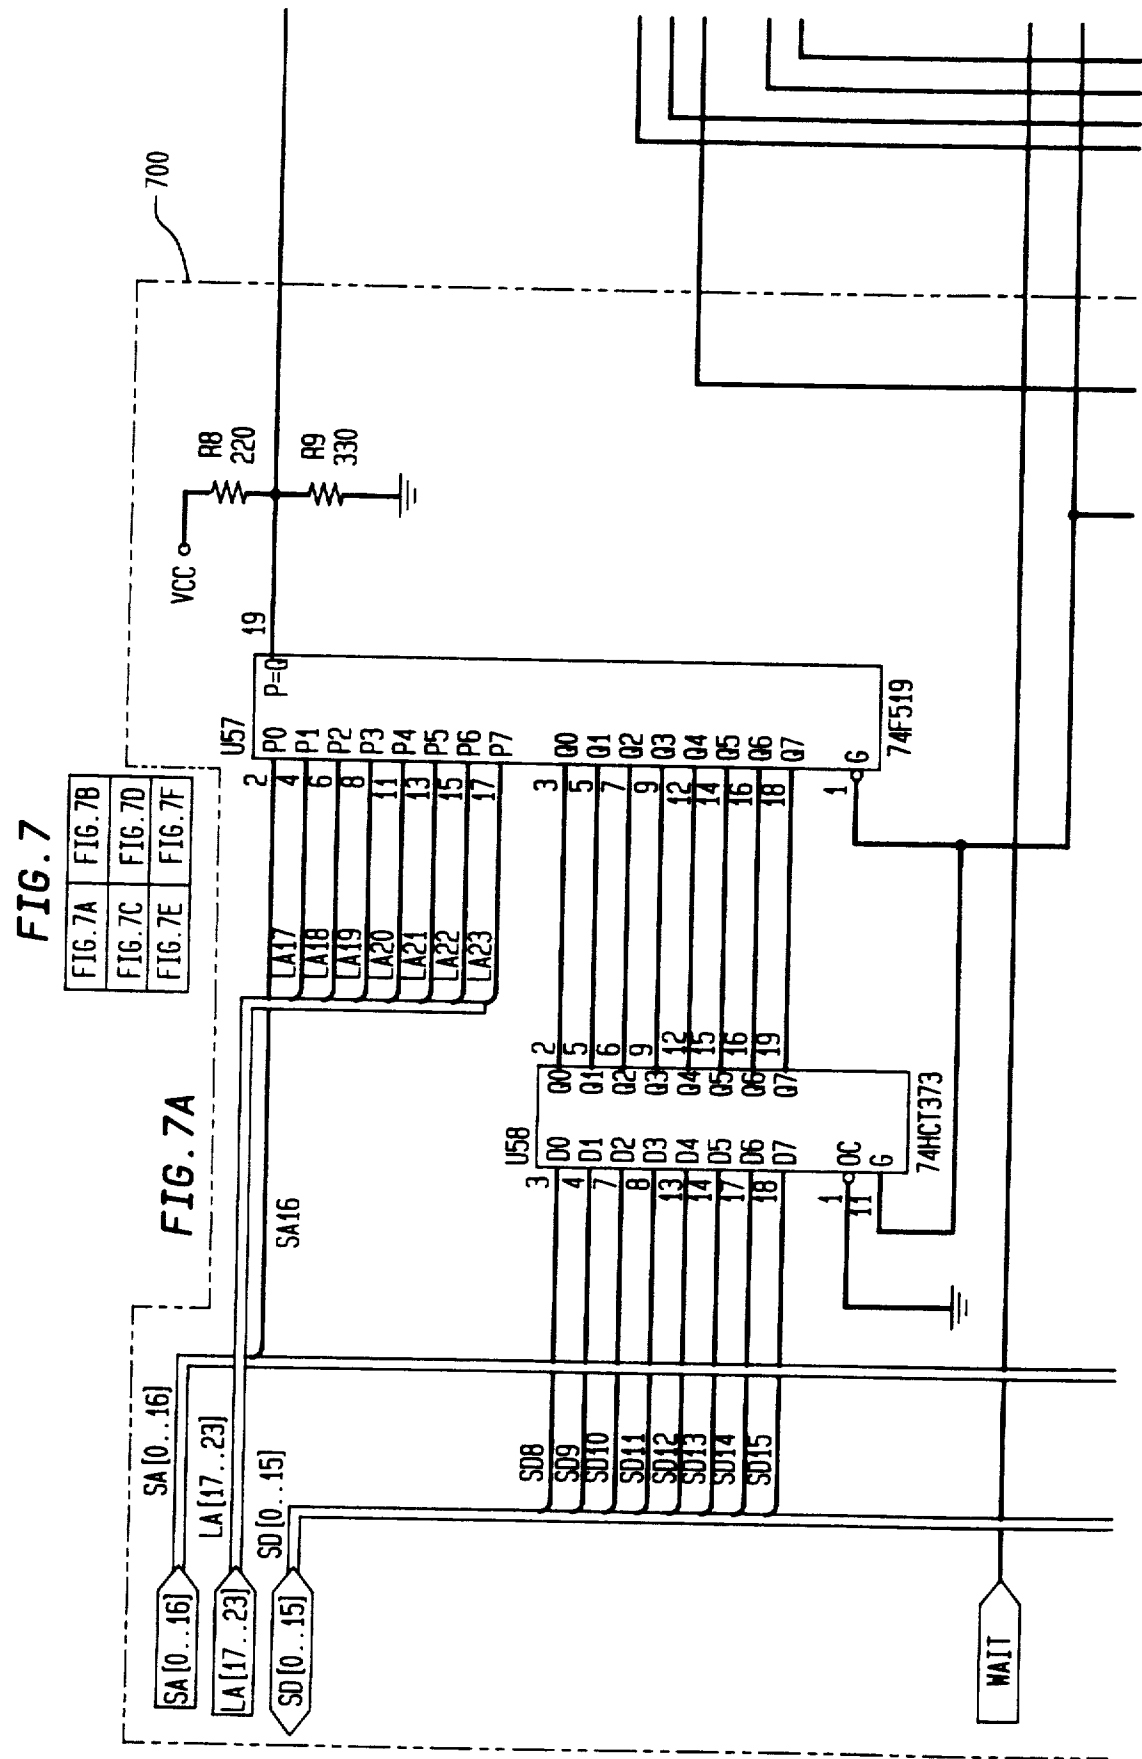 FIG.7
FIG.7A FIG.7B
FIG.7C FIG.7D
FIG.7E FIG.7F
FIG.7A
700
SA[0...16]
SA[0...16]
LA[17...23]
LA[17...23]
SD[0...15]
SD[0...15]
SA16
LA17
LA18
LA19
LA20
LA21
LA22
LA23
U57
2 P0
4 P1
6 P2
8 P3
11 P4
13 P5
15 P6
17 P7
P=Q 19
3 Q0
5 Q1
7 Q2
9 Q3
12 Q4
14 Q5
16 Q6
18 Q7
1 G
74F519
VCC
R8
220
R9
330
U58
SD8 3 D0 Q0 2
SD9 4 D1 Q1 5
SD10 7 D2 Q2 6
SD11 8 D3 Q3 9
SD12 13 D4 Q4 12
SD13 14 D5 Q5 15
SD14 17 D6 Q6 16
SD15 18 D7 Q7 19
1 OC
11 G
74HCT373
WAIT